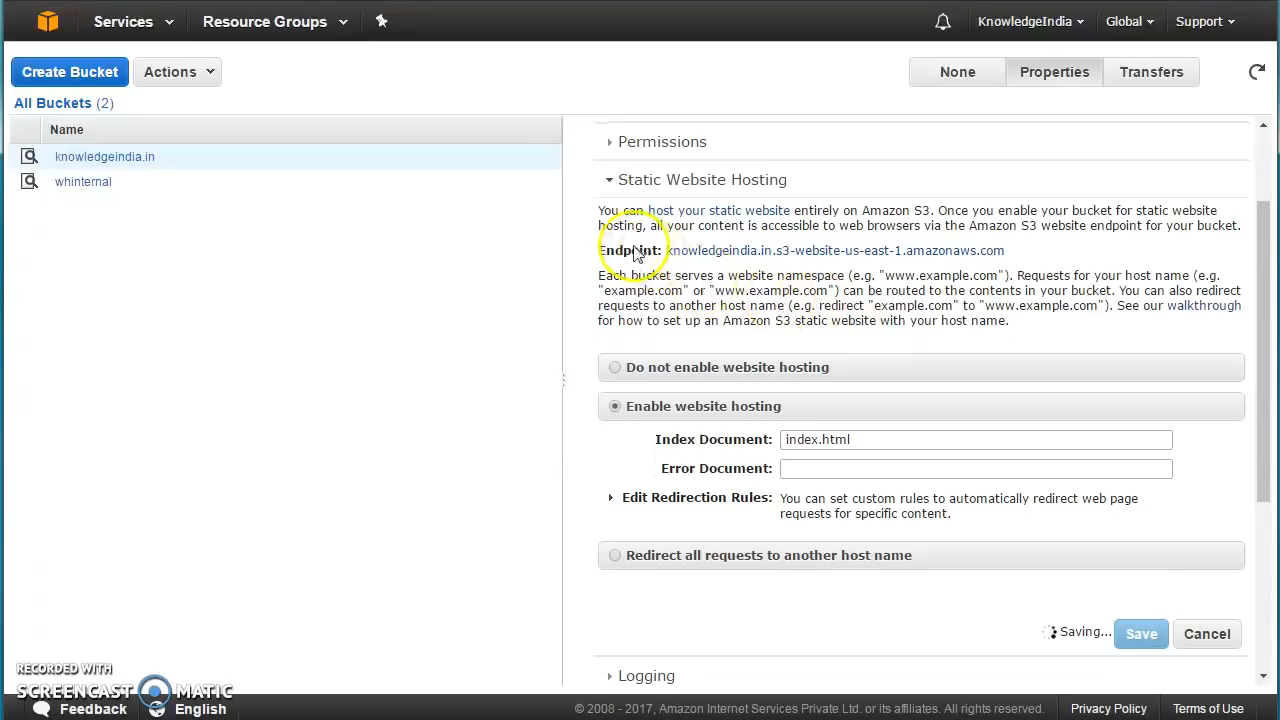 Services Resource Groups KnowledgeIndia Global Support
Create Bucket Actions None Properties Transfers
All Buckets (2)
Name
knowledgeindia.in
whinternal
Permissions
Static Website Hosting
You can host your static website entirely on Amazon S3. Once you enable your bucket for static website
hosting, all your content is accessible to web browsers via the Amazon S3 website endpoint for your bucket.
Endpoint: knowledgeindia.in.s3-website-us-east-1.amazonaws.com
Each bucket serves a website namespace (e.g. "www.example.com"). Requests for your host name (e.g.
"example.com" or "www.example.com") can be routed to the contents in your bucket. You can also redirect
requests to another host name (e.g. redirect "example.com" to "www.example.com"). See our walkthrough
for how to set up an Amazon S3 static website with your host name.
Do not enable website hosting
Enable website hosting
Index Document: index.html
Error Document:
Edit Redirection Rules: You can set custom rules to automatically redirect web page
requests for specific content.
Redirect all requests to another host name
Saving... Save Cancel
Logging
RECORDED WITH
SCREENCAST MATIC
Feedback English © 2008 - 2017, Amazon Internet Services Private Ltd. or its affiliates. All rights reserved. Privacy Policy Terms of Use